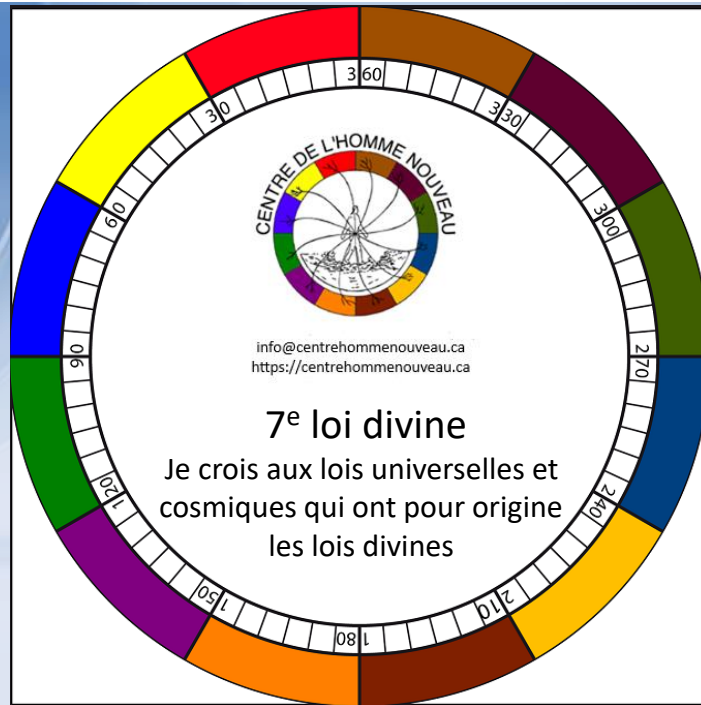 360
330
300
270
240
210
180
150
120
90
60
30
CENTRE DE L'HOMME NOUVEAU
info@centrehommenouveau.ca
https://centrehommenouveau.ca
7e loi divine
Je crois aux lois universelles et
cosmiques qui ont pour origine
les lois divines